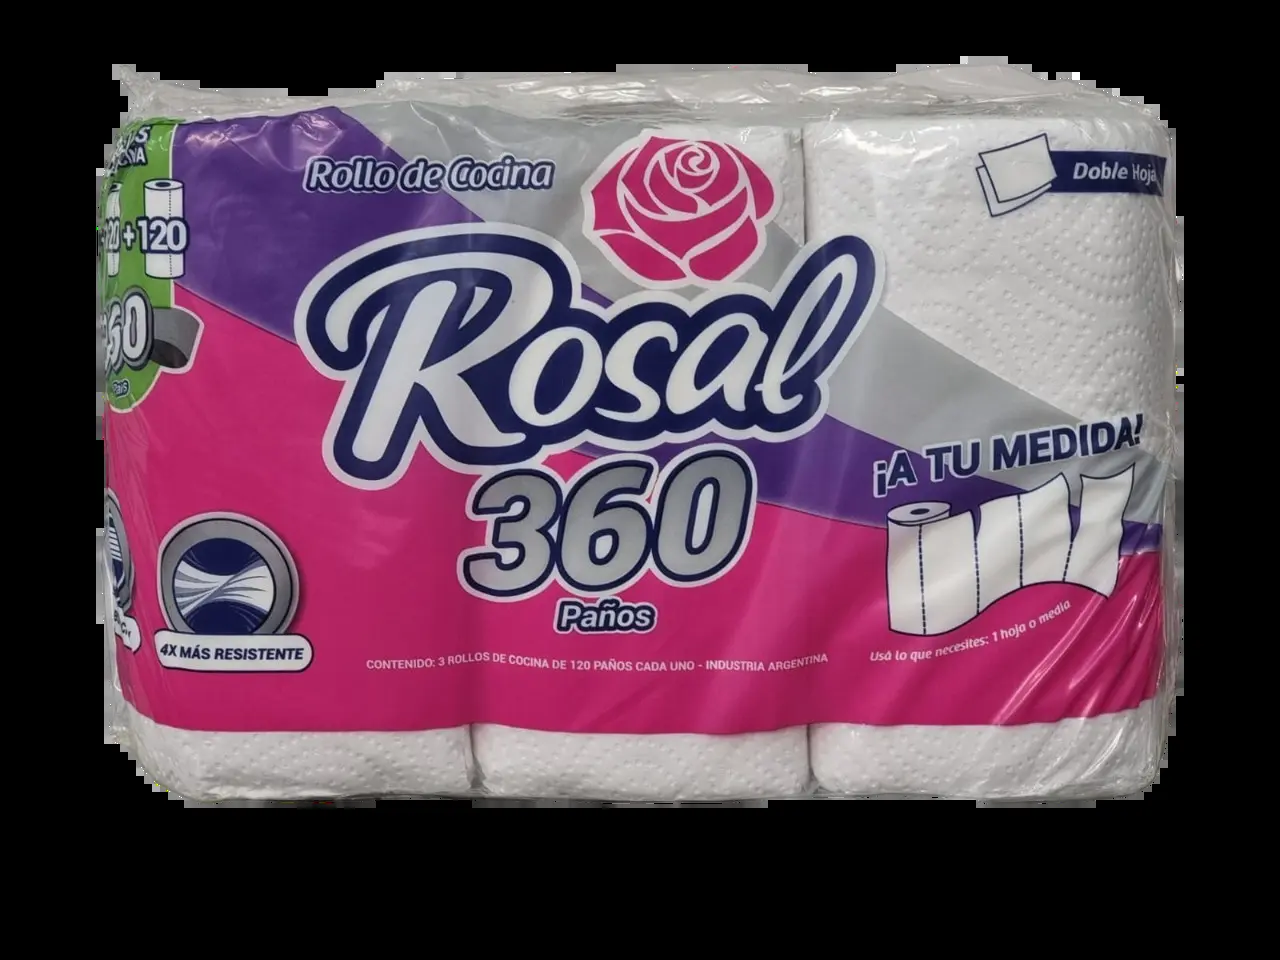 Rollo de Cocina
Doble Hoja
+120
Rosal
360
Paños
¡A TU MEDIDA!
4X MÁS RESISTENTE
CONTENIDO: 3 ROLLOS DE COCINA DE 120 PAÑOS CADA UNO - INDUSTRIA ARGENTINA
Usá lo que necesites: 1 hoja o media